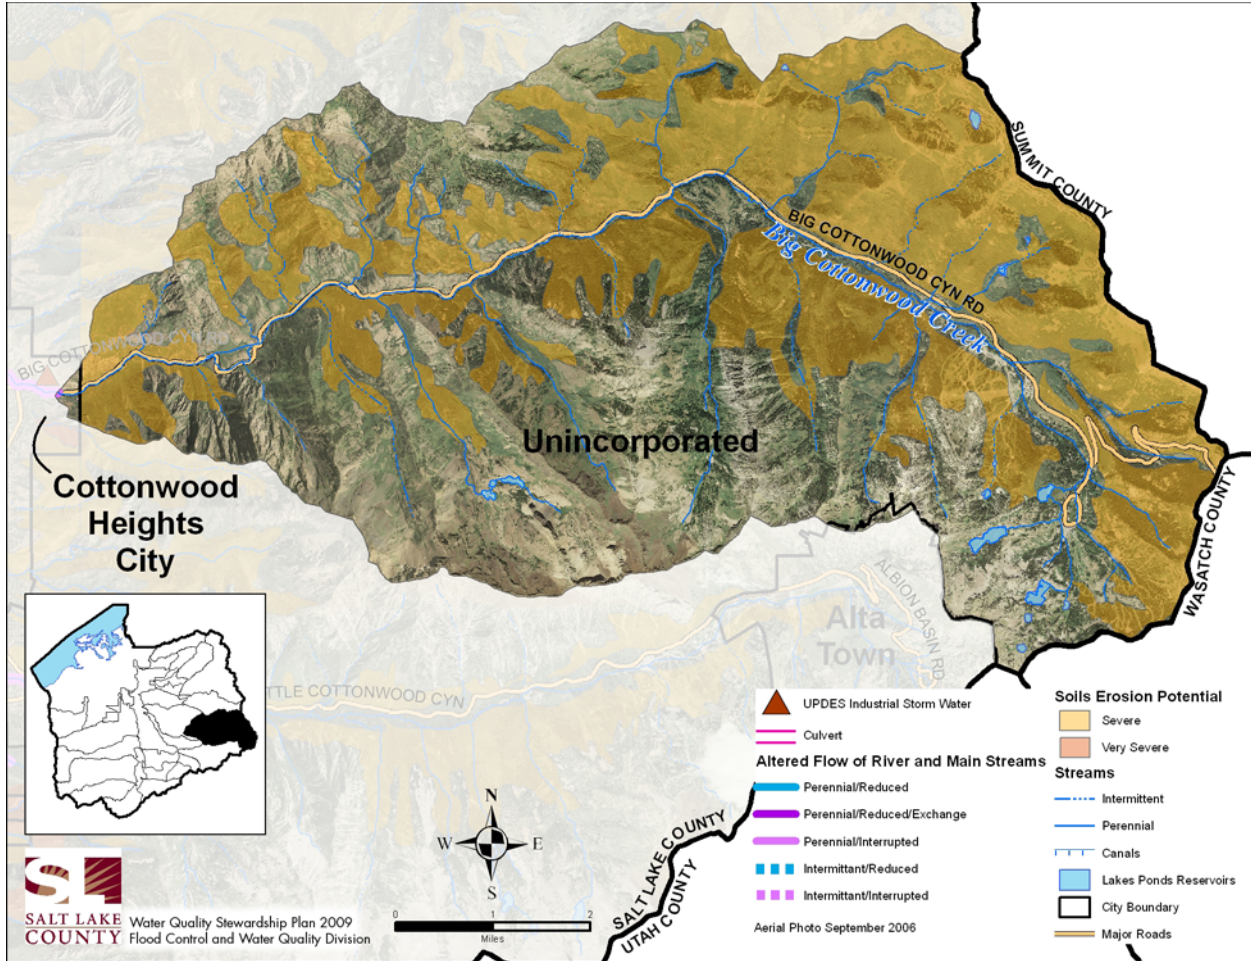 SUMMIT COUNTY
BIG COTTONWOOD CYN RD
Big Cottonwood Creek
BIG COTTONWOOD CYN RD
Unincorporated
Cottonwood
Heights
City
WASATCH COUNTY
ALBION BASIN RD
Alta
Town
TTLE COTTONWOOD CYN
SALT LAKE COUNTY
UTAH COUNTY
N
W E
S
0 1 2
Miles
SL
SALT LAKE
COUNTY
Water Quality Stewardship Plan 2009
Flood Control and Water Quality Division
UPDES Industrial Storm Water
Culvert
Altered Flow of River and Main Streams
Perennial/Reduced
Perennial/Reduced/Exchange
Perennial/Interrupted
Intermittant/Reduced
Intermittant/Interrupted
Aerial Photo September 2006
Soils Erosion Potential
Severe
Very Severe
Streams
Intermittent
Perennial
Canals
Lakes Ponds Reservoirs
City Boundary
Major Roads